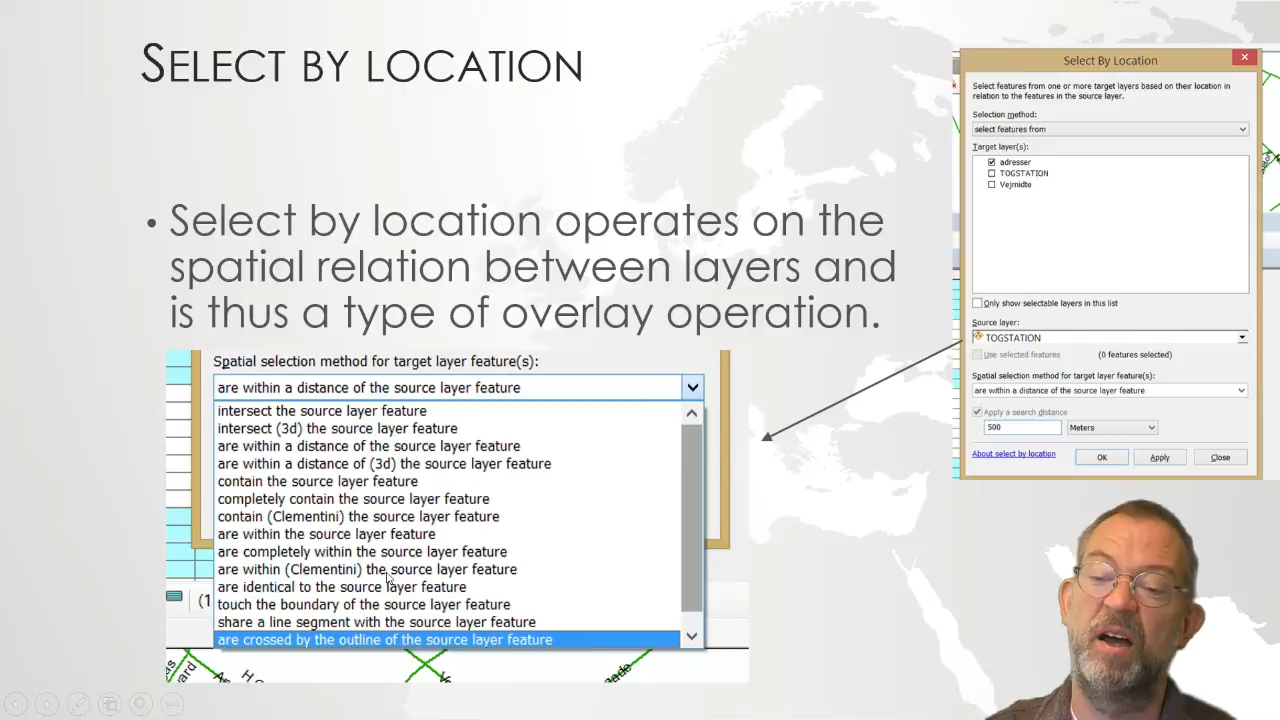 SELECT BY LOCATION
• Select by location operates on the
spatial relation between layers and
is thus a type of overlay operation.
Spatial selection method for target layer feature(s):
are within a distance of the source layer feature
intersect the source layer feature
intersect (3d) the source layer feature
are within a distance of the source layer feature
are within a distance of (3d) the source layer feature
contain the source layer feature
completely contain the source layer feature
contain (Clementini) the source layer feature
are within the source layer feature
are completely within the source layer feature
are within (Clementini) the source layer feature
are identical to the source layer feature
touch the boundary of the source layer feature
share a line segment with the source layer feature
are crossed by the outline of the source layer feature
(1
Select By Location
Select features from one or more target layers based on their location in
relation to the features in the source layer.
Selection method:
select features from
Target layer(s):
adresser
TOGSTATION
Vejmidte
Only show selectable layers in this list
Source layer:
TOGSTATION
Use selected features (0 features selected)
Spatial selection method for target layer feature(s):
are within a distance of the source layer feature
Apply a search distance
500 Meters
About select by location OK Apply Close